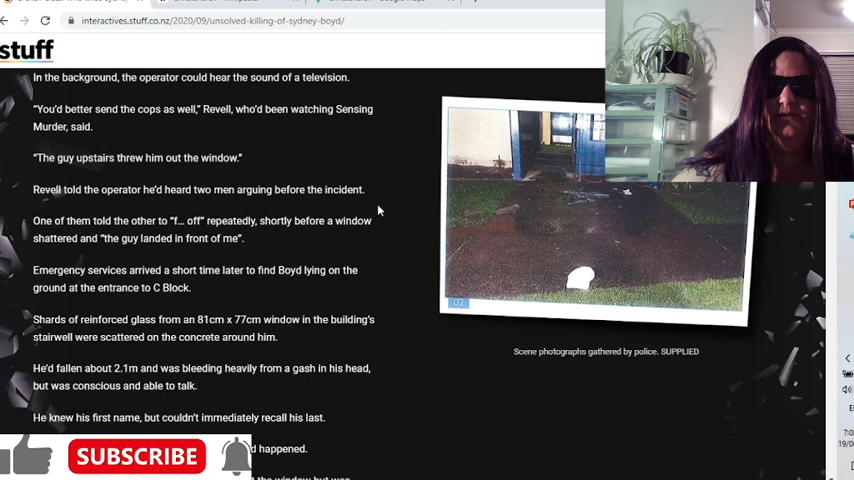 interactives.stuff.co.nz/2020/09/unsolved-killing-of-sydney-boyd/
stuff
In the background, the operator could hear the sound of a television.
“You’d better send the cops as well,” Revell, who’d been watching Sensing
Murder, said.
“The guy upstairs threw him out the window.”
Revell told the operator he’d heard two men arguing before the incident.
One of them told the other to “f... off” repeatedly, shortly before a window
shattered and “the guy landed in front of me”.
Emergency services arrived a short time later to find Boyd lying on the
ground at the entrance to C Block.
Shards of reinforced glass from an 81cm x 77cm window in the building’s
stairwell were scattered on the concrete around him.
He’d fallen about 2.1m and was bleeding heavily from a gash in his head,
but was conscious and able to talk.
He knew his first name, but couldn’t immediately recall his last.
d happened.
the window but was
02
Scene photographs gathered by police. SUPPLIED
SUBSCRIBE